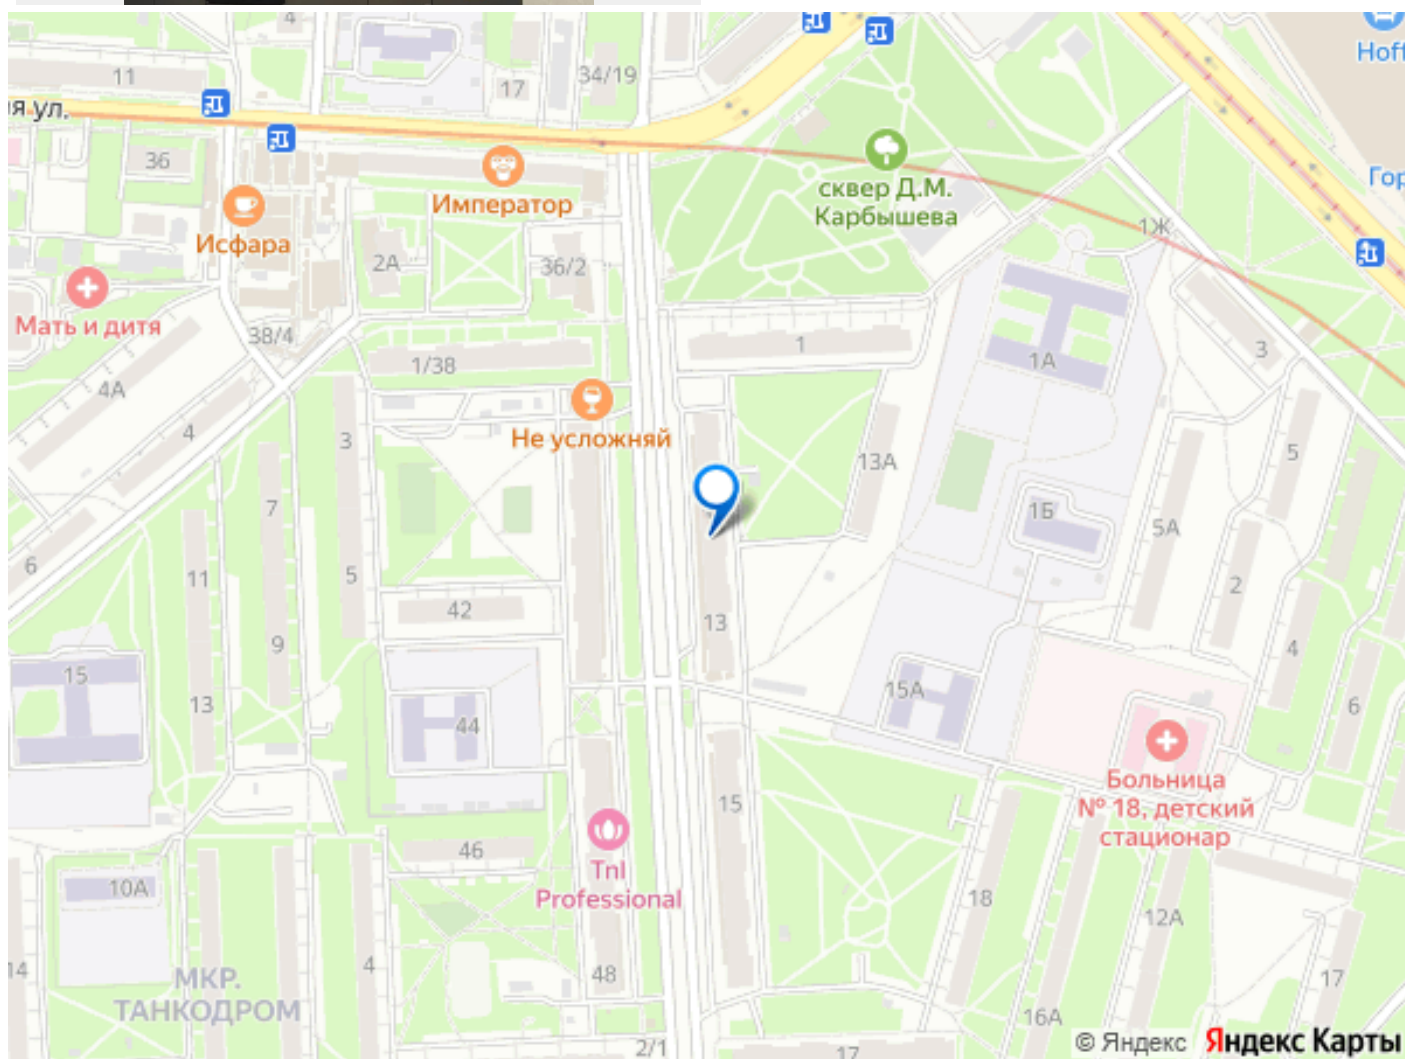 4
11
34/19
17
Hoff
я ул.
36
Император
сквер Д.М.
Карбышева
Гор
Исфара
2А
36/2
1Ж
Мать и дитя
38/4
1/38
1
1А
3
4А
4
3
Не усложняй
13А
5
7
1Б
5А
6
11
5
42
13
2
9
4
15
13
44
15А
6
Больница
№ 18, детский
стационар
15
46
TnI
Professional
10А
18
12А
14
МКР.
ТАНКОДРОМ
4
48
17
16А
2/1
17
© Яндекс
Яндекс Карты